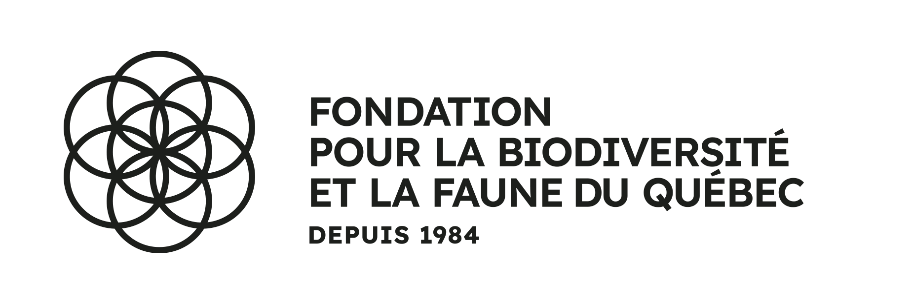 FONDATION
POUR LA BIODIVERSITÉ
ET LA FAUNE DU QUÉBEC
DEPUIS 1984